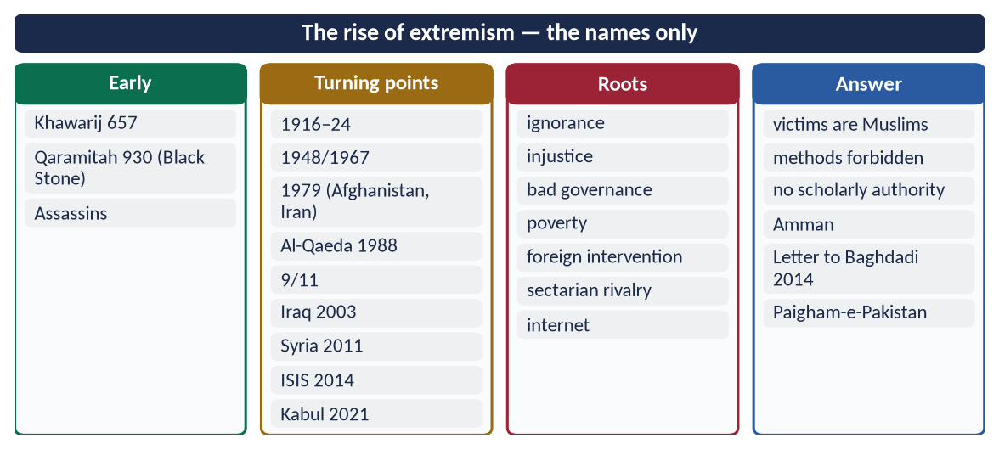 The rise of extremism — the names only
Early
Khawarij 657
Qaramitah 930 (Black
Stone)
Assassins
Turning points
1916–24
1948/1967
1979 (Afghanistan,
Iran)
Al-Qaeda 1988
9/11
Iraq 2003
Syria 2011
ISIS 2014
Kabul 2021
Roots
ignorance
injustice
bad governance
poverty
foreign intervention
sectarian rivalry
internet
Answer
victims are Muslims
methods forbidden
no scholarly authority
Amman
Letter to Baghdadi
2014
Paigham-e-Pakistan